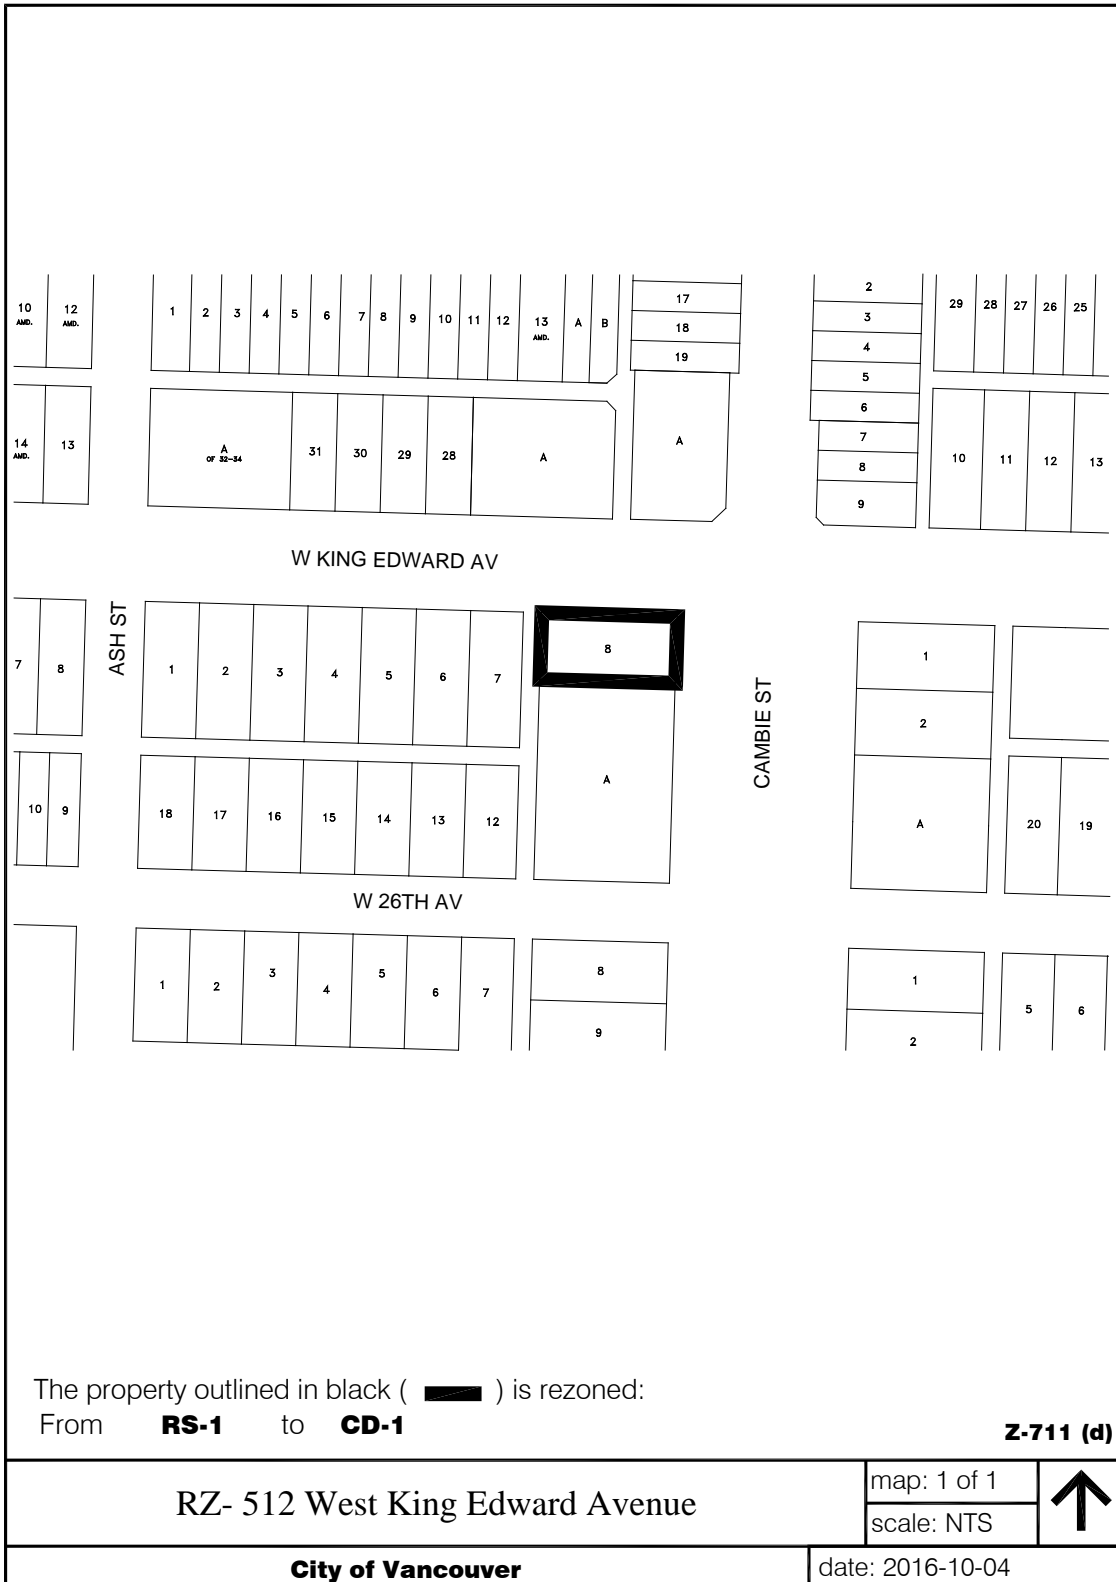 10 12 1 2 3 4 5 6 7 8 9 10 11 12 13 A B 17 2 29 28 27 26 25
AMD. AMD. AMD. 18 3
19 4
5
6
14 13 A 31 30 29 28 A A 7 10 11 12 13
AMD. OF 32-34 8
9
W KING EDWARD AV
ASH ST
7 8 1 2 3 4 5 6 7 8 1
CAMBIE ST
2
A
10 9 18 17 16 15 14 13 12 A 20 19
W 26TH AV
1 2 3 4 5 6 7 8 1 5 6
9 2
The property outlined in black ( ) is rezoned:
From RS-1 to CD-1
Z-711 (d)
RZ- 512 West King Edward Avenue
map: 1 of 1
scale: NTS
City of Vancouver
date: 2016-10-04